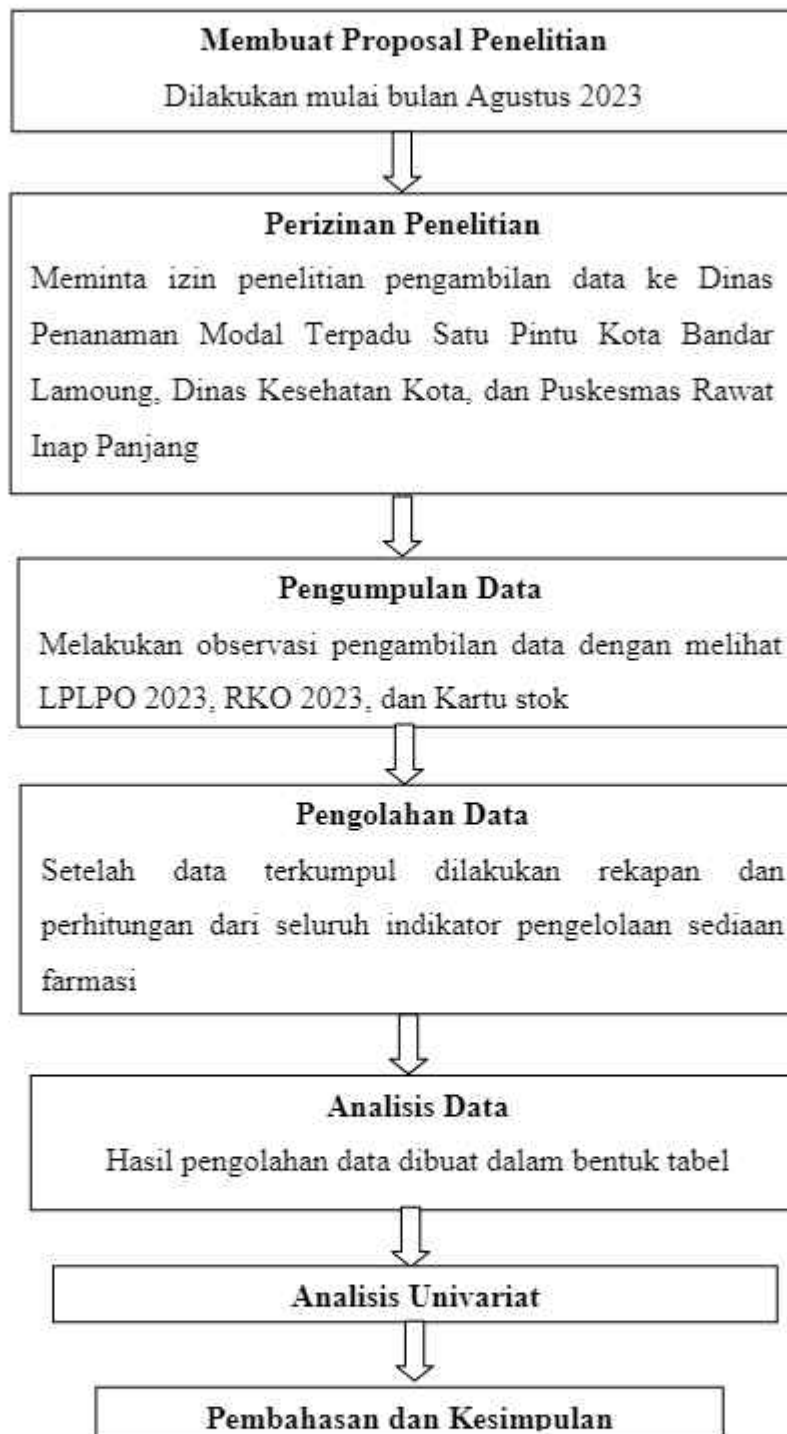 Membuat Proposal Penelitian
Dilakukan mulai bulan Agustus 2023
Perizinan Penelitian
Meminta izin penelitian pengambilan data ke Dinas
Penanaman Modal Terpadu Satu Pintu Kota Bandar
Lamoung, Dinas Kesehatan Kota, dan Puskesmas Rawat
Inap Panjang
Pengumpulan Data
Melakukan observasi pengambilan data dengan melihat
LPLPO 2023, RKO 2023, dan Kartu stok
Pengolahan Data
Setelah data terkumpul dilakukan rekapan dan
perhitungan dari seluruh indikator pengelolaan sediaan
farmasi
Analisis Data
Hasil pengolahan data dibuat dalam bentuk tabel
Analisis Univariat
Pembahasan dan Kesimpulan